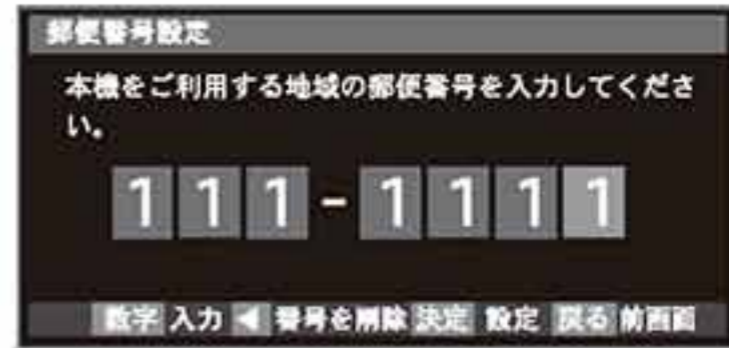 郵便番号設定
本機をご利用する地域の郵便番号を入力してくださ
い。
111-1111
数字 入力 ◀ 番号を削除 決定 設定 戻る 前画面